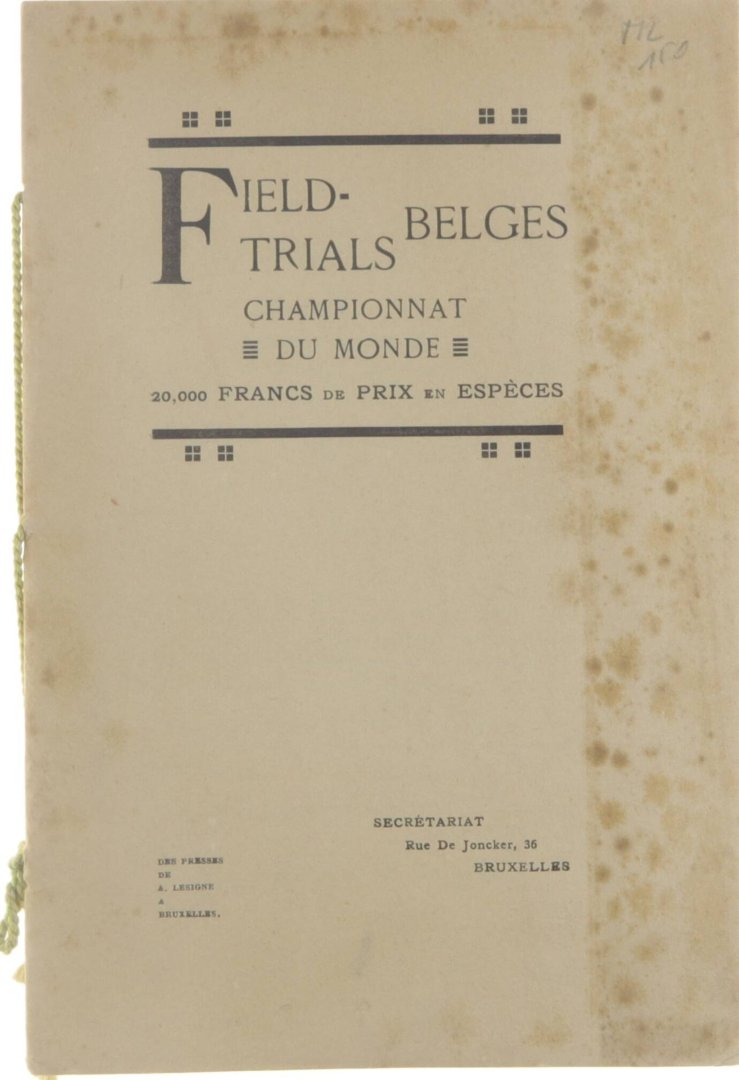 FIELD-
TRIALS BELGES
CHAMPIONNAT
DU MONDE
20,000 FRANCS DE PRIX EN ESPÈCES
SECRÉTARIAT
Rue De Joncker, 36
BRUXELLES
DES PRESSES
DE
A. LESIGNE
A
BRUXELLES.